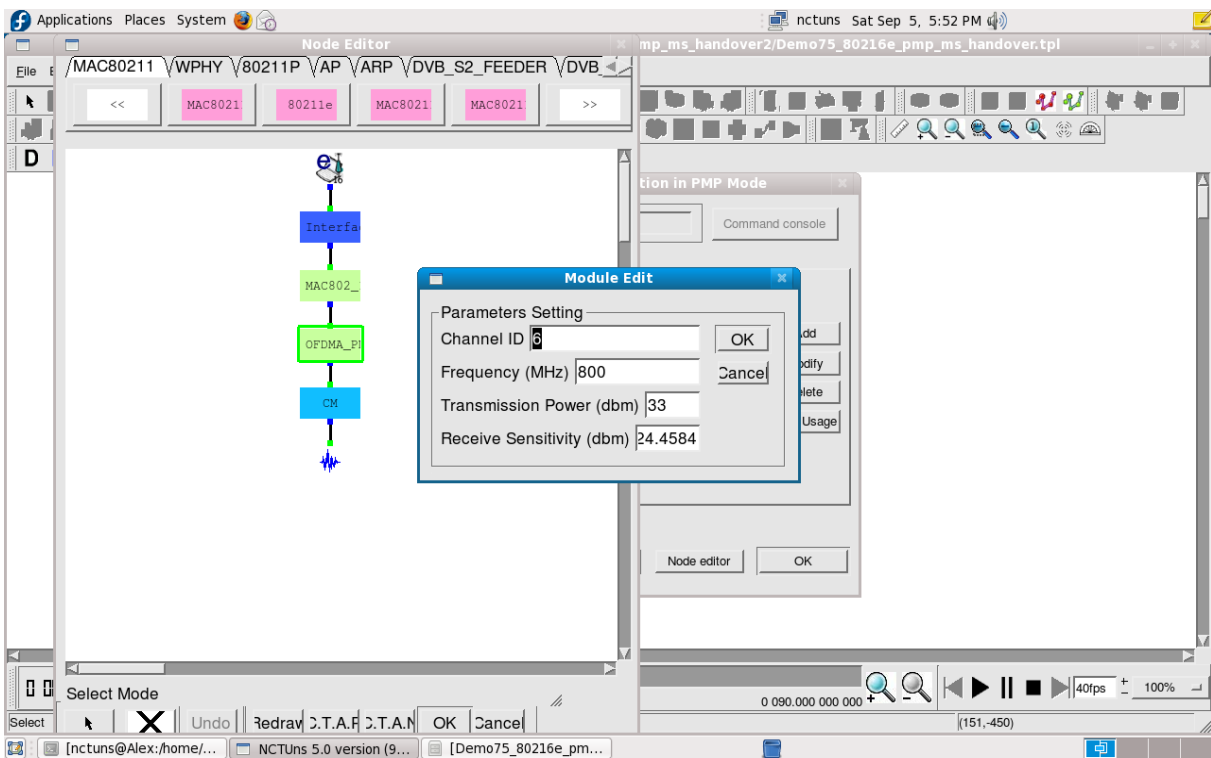 Applications Places System nctuns Sat Sep 5, 5:52 PM
Node Editor
mp_ms_handover2/Demo75_80216e_pmp_ms_handover.tpl
File
MAC80211 WPHY 80211P AP ARP DVB_S2_FEEDER DVB_
<< MAC8021 80211e MAC8021 MAC8021 >>
D
e
16
Interfa
MAC802_
OFDMA_P
CM
tion in PMP Mode
Command console
Add
odify
elete
Usage
Node editor OK
Module Edit
Parameters Setting
Channel ID 6 OK
Frequency (MHz) 800 Cancel
Transmission Power (dbm) 33
Receive Sensitivity (dbm) 24.4584
Select Mode
0 090.000 000 000
40fps + - 100%
Select X Undo Redraw C.T.A.P C.T.A.N OK Cancel
(151,-450)
[nctuns@Alex:/home/... NCTUns 5.0 version (9... [Demo75_80216e_pm...